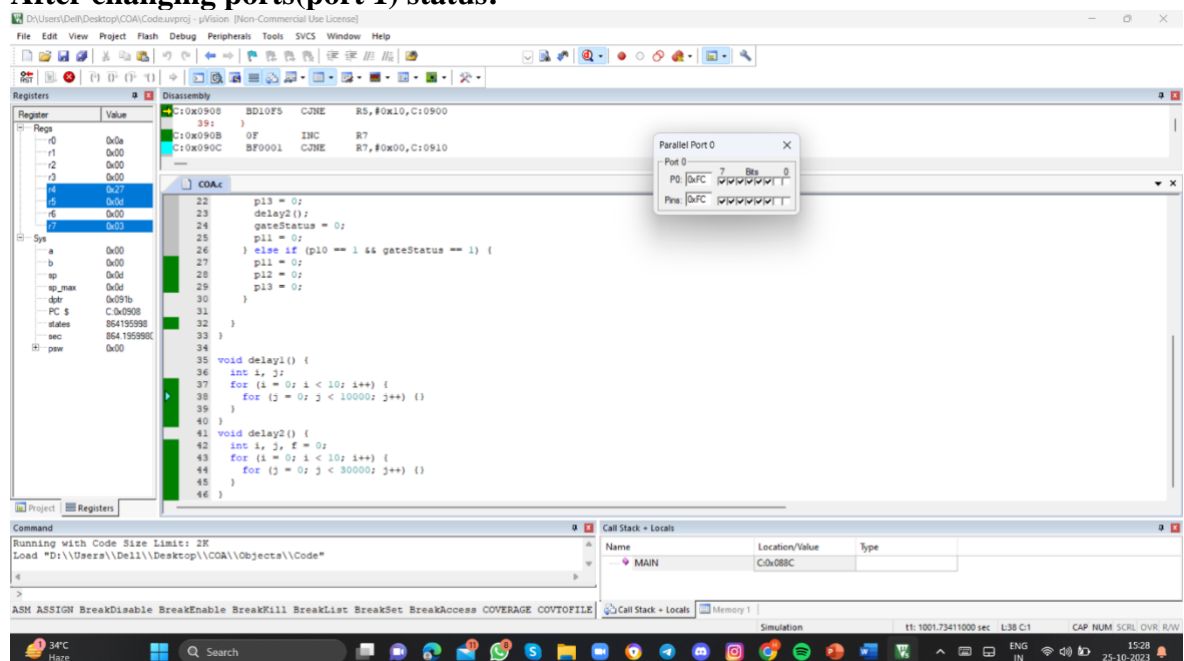 After changing ports(port 1) status:
D:\Users\Dell\Desktop\COA\Code.uvproj - µVision [Non-Commercial Use License]
File Edit View Project Flash Debug Peripherals Tools SVCS Window Help
Registers
Register Value
Regs
r0 0x0a
r1 0x00
r2 0x00
r3 0x00
r4 0x27
r5 0x0d
r6 0x00
r7 0x03
Sys
a 0x00
b 0x00
sp 0x0d
sp_max 0x0d
dptr 0x091b
PC $ C:0x0908
states 864195998
sec 864.195998
psw 0x00
Project Registers
Disassembly
C:0x0908 BD10F5 CJNE R5,#0x10,C:0900
39: }
C:0x090B 0F INC R7
C:0x090C BF0001 CJNE R7,#0x00,C:0910
COA.c
22 p13 = 0;
23 delay2();
24 gateStatus = 0;
25 p11 = 0;
26 } else if (p10 == 1 && gateStatus == 1) {
27 p11 = 0;
28 p12 = 0;
29 p13 = 0;
30 }
31
32 }
33 }
34
35 void delay1() {
36 int i, j;
37 for (i = 0; i < 10; i++) {
38 for (j = 0; j < 10000; j++) {}
39 }
40 }
41 void delay2() {
42 int i, j, f = 0;
43 for (i = 0; i < 10; i++) {
44 for (j = 0; j < 30000; j++) {}
45 }
46 }
Parallel Port 0
Port 0
7 Bits 0
P0: 0xFC
Pins: 0xFC
Command
Running with Code Size Limit: 2K
Load "D:\\Users\\Dell\\Desktop\\COA\\Objects\\Code"
>
ASM ASSIGN BreakDisable BreakEnable BreakKill BreakList BreakSet BreakAccess COVERAGE COVTOFILE
Call Stack + Locals
Name Location/Value Type
MAIN C:0x088C
Call Stack + Locals Memory 1
Simulation t1: 1001.73411000 sec L:38 C:1 CAP NUM SCRL OVR R/W
34°C
Haze
Search
ENG
IN
15:28
25-10-2023